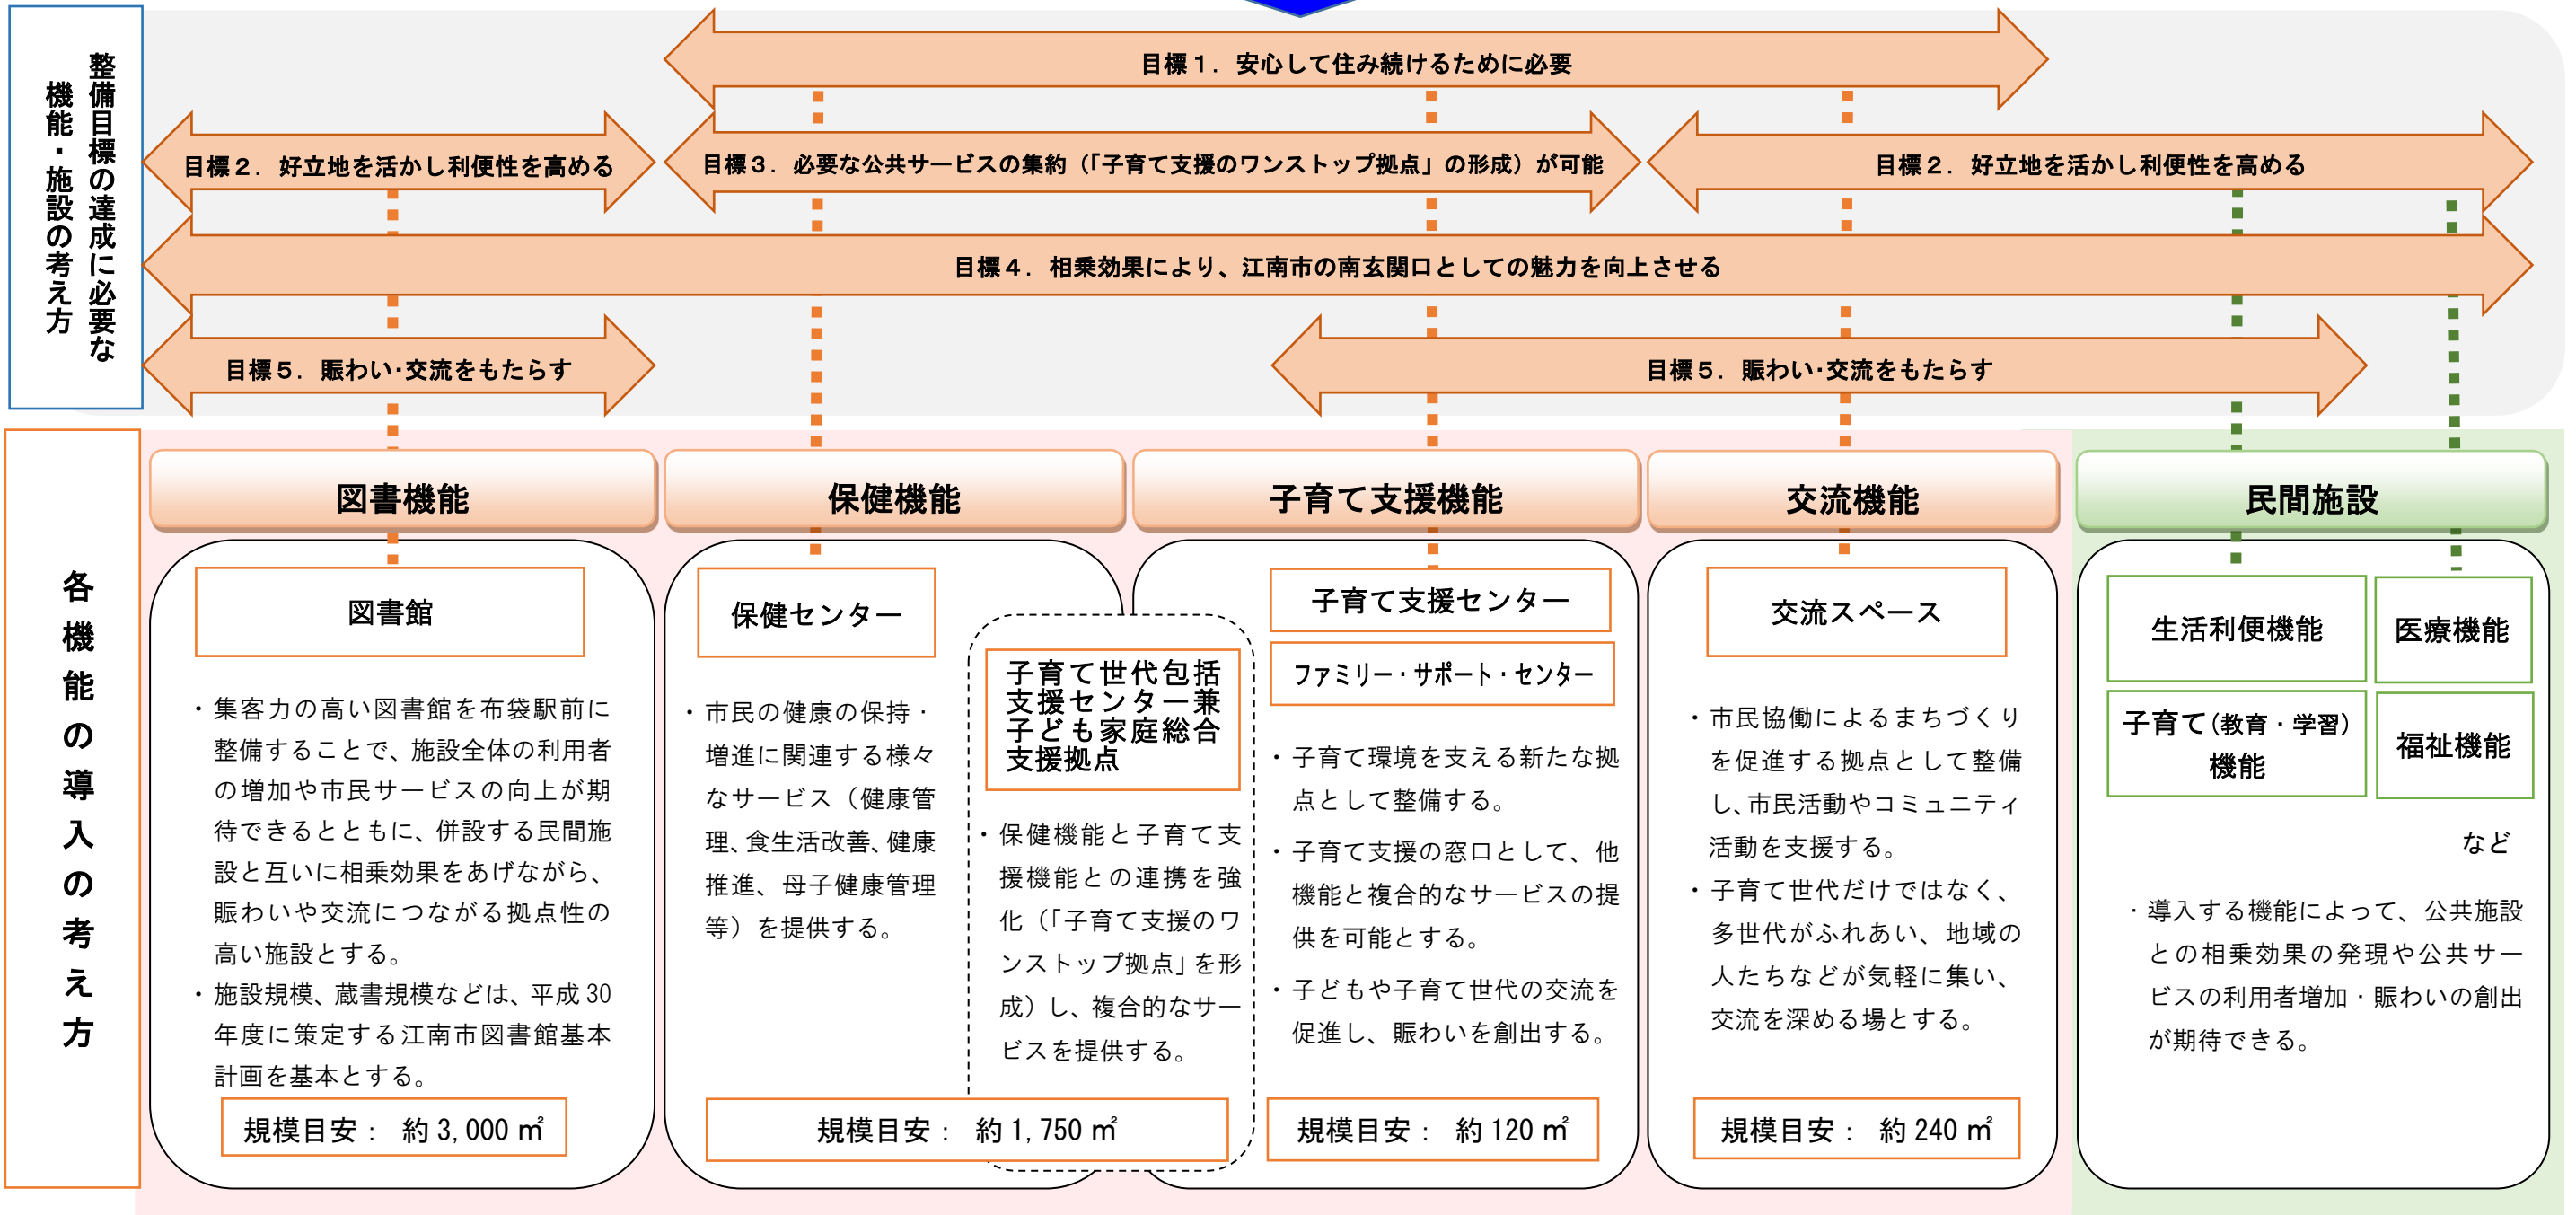 整備目標の達成に必要な
機能・施設の考え方
目標１．安心して住み続けるために必要
目標２．好立地を活かし利便性を高める
目標３．必要な公共サービスの集約（｢子育て支援のワンストップ拠点」の形成）が可能
目標２．好立地を活かし利便性を高める
目標４．相乗効果により、江南市の南玄関口としての魅力を向上させる
目標５．賑わい･交流をもたらす
目標５．賑わい･交流をもたらす
各機能の導入の考え方
図書機能
図書館
・集客力の高い図書館を布袋駅前に
整備することで、施設全体の利用者
の増加や市民サービスの向上が期
待できるとともに、併設する民間施
設と互いに相乗効果をあげながら、
賑わいや交流につながる拠点性の
高い施設とする。
・施設規模、蔵書規模などは、平成 30
年度に策定する江南市図書館基本
計画を基本とする。
規模目安： 約 3,000 ㎡
保健機能
保健センター
・市民の健康の保持・
増進に関連する様々
なサービス（健康管
理、食生活改善、健康
推進、母子健康管理
等）を提供する。
子育て世代包括
支援センター兼
子ども家庭総合
支援拠点
・保健機能と子育て支
援機能との連携を強
化（｢子育て支援のワ
ンストップ拠点」を形
成）し、複合的なサー
ビスを提供する。
規模目安： 約 1,750 ㎡
子育て支援機能
子育て支援センター
ファミリー・サポート・センター
・子育て環境を支える新たな拠
点として整備する。
・子育て支援の窓口として、他
機能と複合的なサービスの提
供を可能とする。
・子どもや子育て世代の交流を
促進し、賑わいを創出する。
規模目安： 約 120 ㎡
交流機能
交流スペース
・市民協働によるまちづくり
を促進する拠点として整備
し、市民活動やコミュニティ
活動を支援する。
・子育て世代だけではなく、
多世代がふれあい、地域の
人たちなどが気軽に集い、
交流を深める場とする。
規模目安： 約 240 ㎡
民間施設
生活利便機能
医療機能
子育て(教育・学習)
機能
福祉機能
など
・導入する機能によって、公共施設
との相乗効果の発現や公共サー
ビスの利用者増加・賑わいの創出
が期待できる。